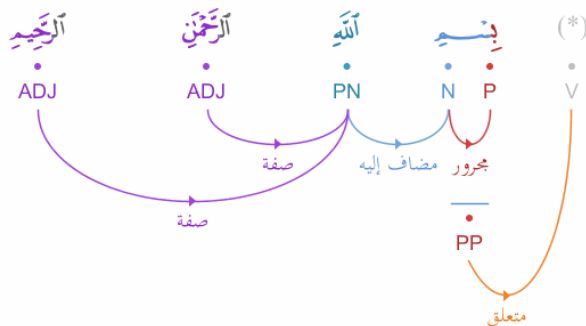 (*) بِسْمِ ٱللَّهِ ٱلرَّحْمَٰنِ ٱلرَّحِيمِ
V P N PN ADJ ADJ
مجرور مضاف إليه صفة
صفة
PP
متعلق